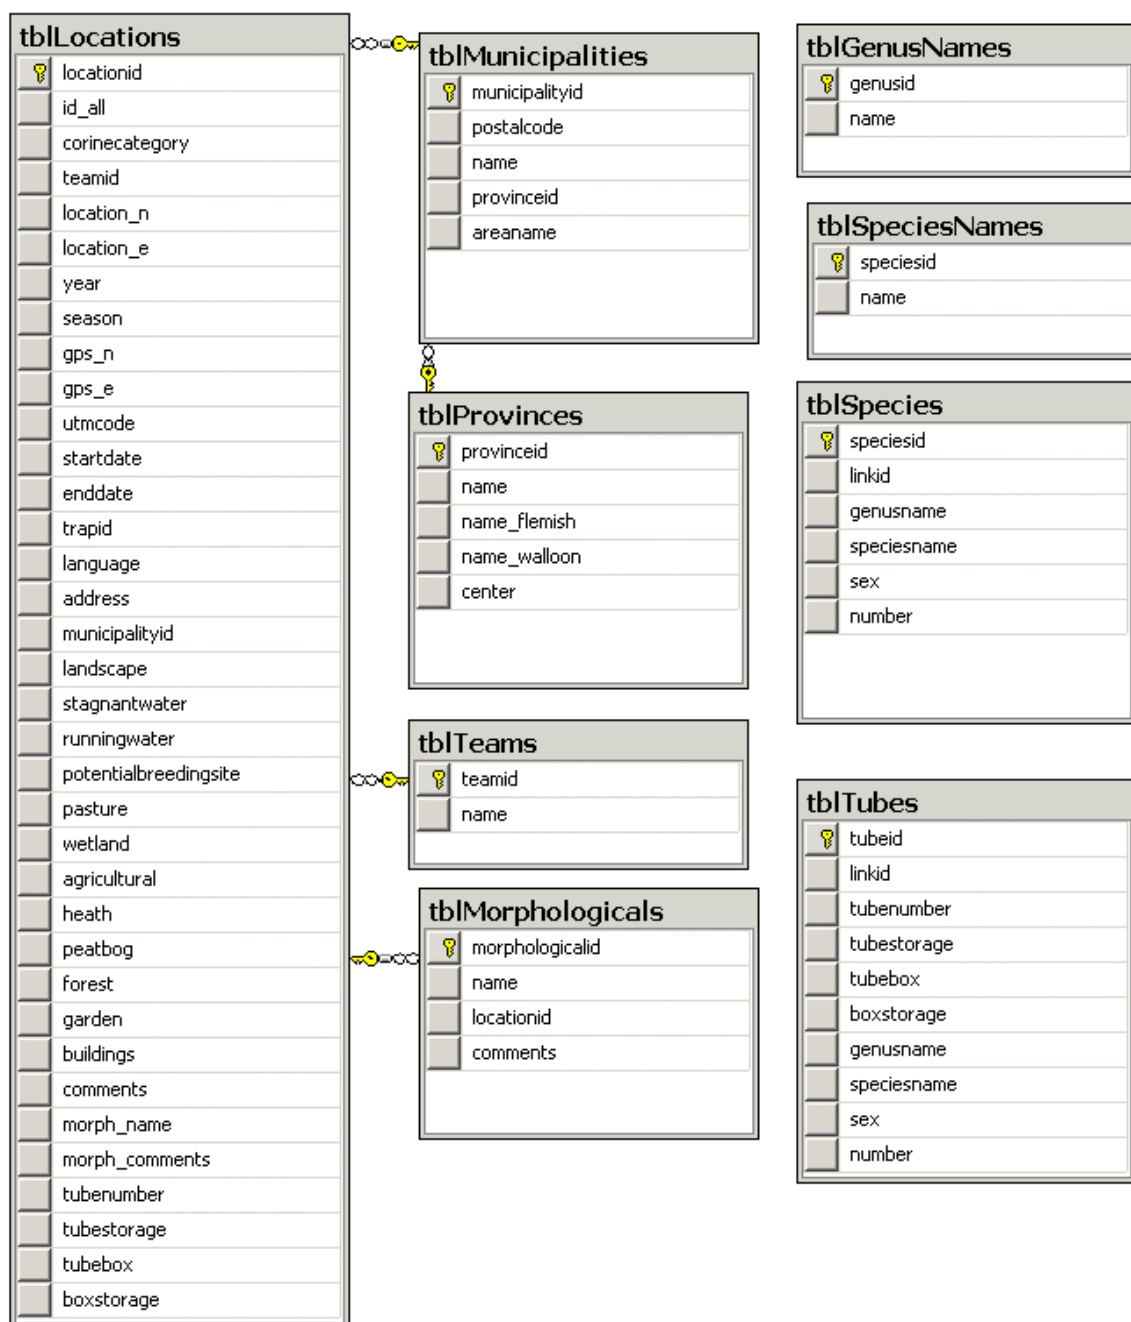 tblLocations
locationid
id_all
corinecategory
teamid
location_n
location_e
year
season
gps_n
gps_e
utmcode
startdate
enddate
trapid
language
address
municipalityid
landscape
stagnantwater
runningwater
potentialbreedingsite
pasture
wetland
agricultural
heath
peatbog
forest
garden
buildings
comments
morph_name
morph_comments
tubenumber
tubestorage
tubebox
boxstorage
tblMunicipalities
municipalityid
postalcode
name
provinceid
areaname
tblProvinces
provinceid
name
name_flemish
name_walloon
center
tblTeams
teamid
name
tblMorphologicals
morphologicalid
name
locationid
comments
tblGenusNames
genusid
name
tblSpeciesNames
speciesid
name
tblSpecies
speciesid
linkid
genusname
speciesname
sex
number
tblTubes
tubeid
linkid
tubenumber
tubestorage
tubebox
boxstorage
genusname
speciesname
sex
number